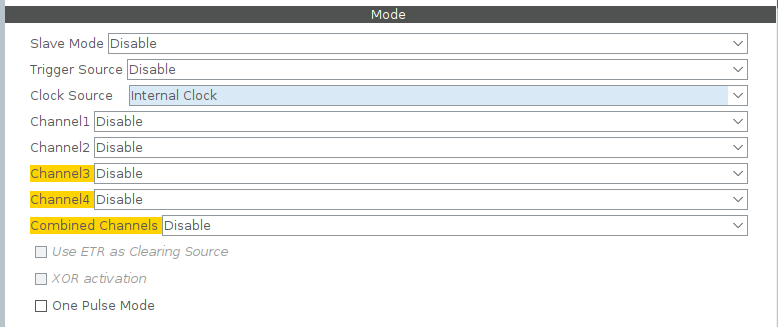 Mode
Slave Mode Disable
Trigger Source Disable
Clock Source Internal Clock
Channel1 Disable
Channel2 Disable
Channel3 Disable
Channel4 Disable
Combined Channels Disable
Use ETR as Clearing Source
XOR activation
One Pulse Mode